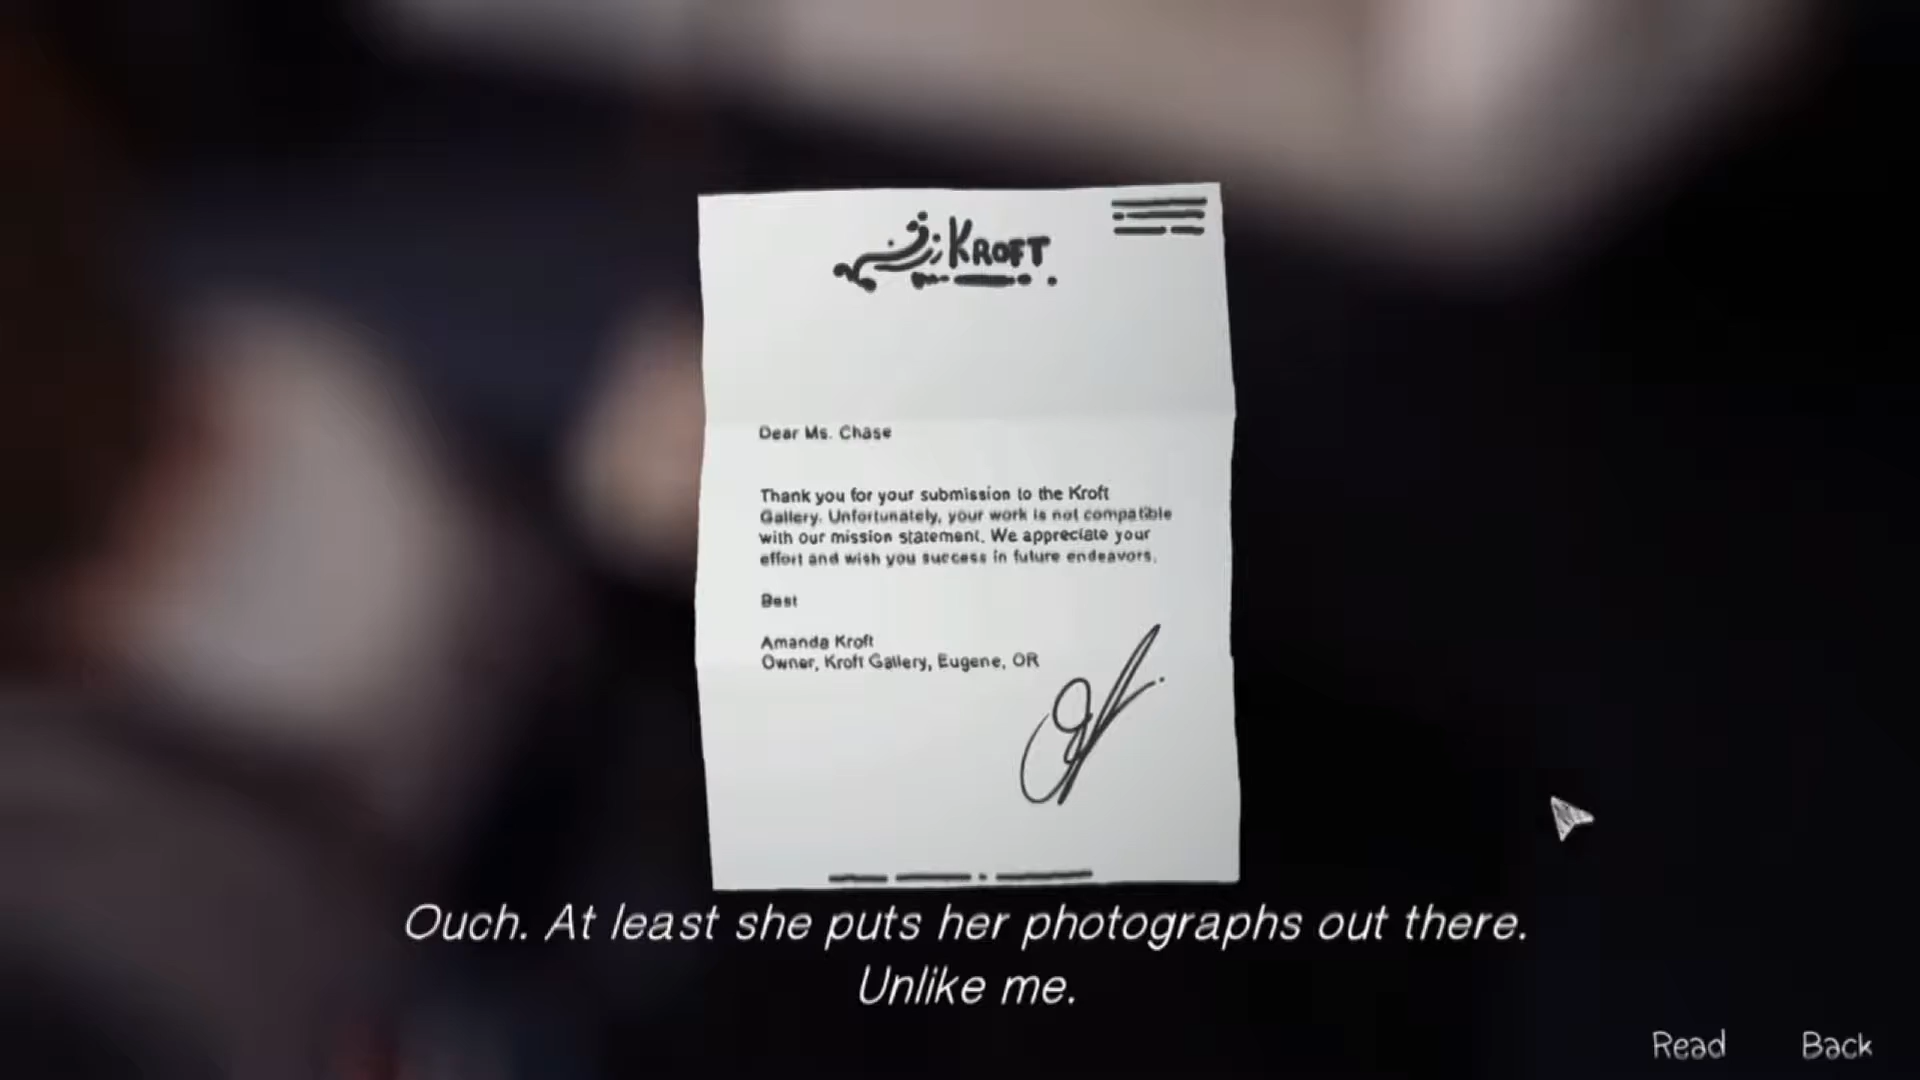 KROFT
Dear Ms. Chase
Thank you for your submission to the Kroft
Gallery. Unfortunately, your work is not compatible
with our mission statement. We appreciate your
effort and wish you success in future endeavors.
Best
Amanda Kroft
Owner, Kroft Gallery, Eugene, OR
Ouch. At least she puts her photographs out there.
Unlike me.
Read
Back